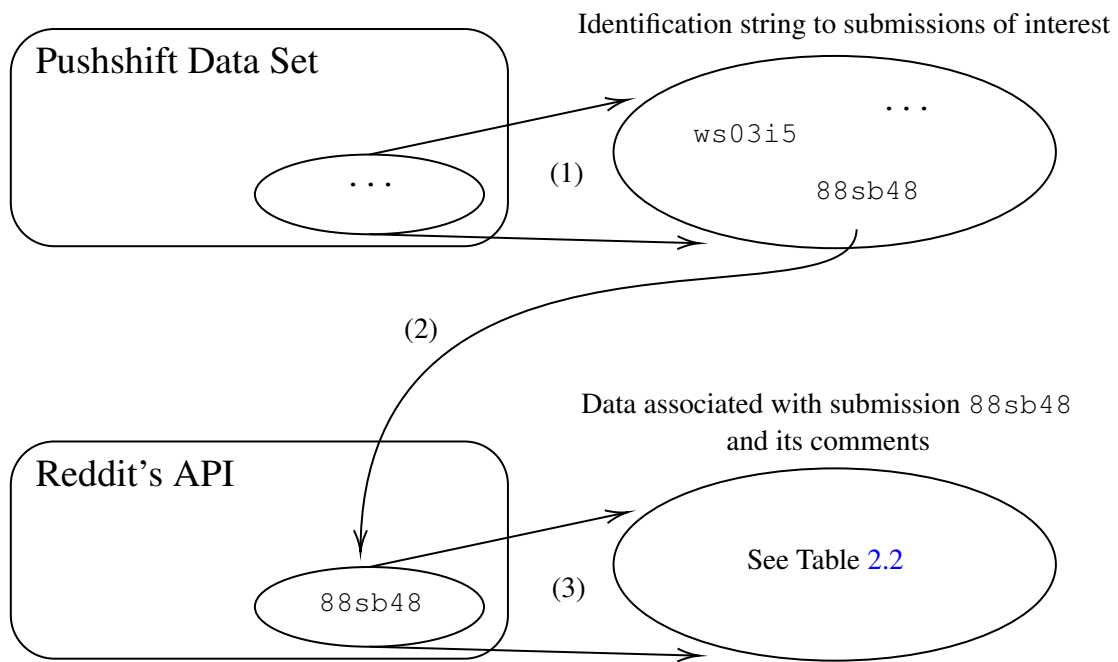 Identification string to submissions of interest
Pushshift Data Set
...
ws03i5
...
(1)
88sb48
(2)
Data associated with submission 88sb48
and its comments
Reddit's API
See Table 2.2
88sb48
(3)